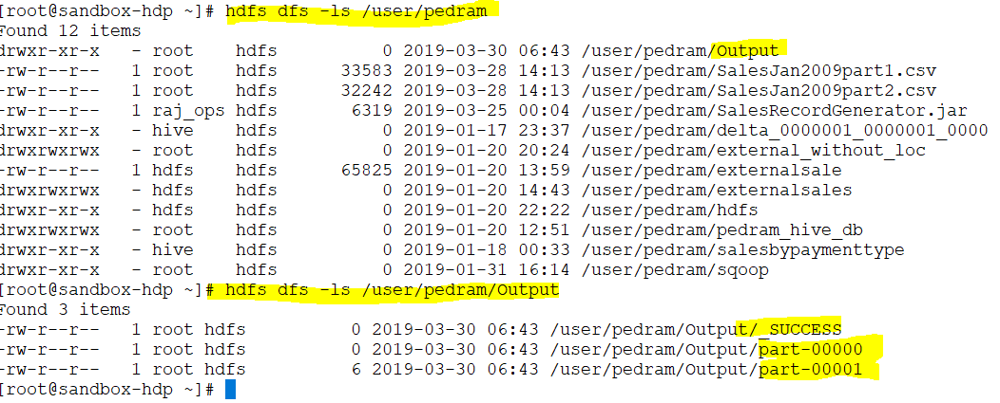 [root@sandbox-hdp ~]# hdfs dfs -ls /user/pedram
Found 12 items
drwxr-xr-x - root hdfs 0 2019-03-30 06:43 /user/pedram/Output
-rw-r--r-- 1 root hdfs 33583 2019-03-28 14:13 /user/pedram/SalesJan2009part1.csv
-rw-r--r-- 1 root hdfs 32242 2019-03-28 14:13 /user/pedram/SalesJan2009part2.csv
-rw-r--r-- 1 raj_ops hdfs 6319 2019-03-25 00:04 /user/pedram/SalesRecordGenerator.jar
drwxr-xr-x - hive hdfs 0 2019-01-17 23:37 /user/pedram/delta_0000001_0000001_0000
drwxrwxrwx - root hdfs 0 2019-01-20 20:24 /user/pedram/external_without_loc
-rw-r--r-- 1 hdfs hdfs 65825 2019-01-20 13:59 /user/pedram/externalsale
drwxrwxrwx - hdfs hdfs 0 2019-01-20 14:43 /user/pedram/externalsales
drwxr-xr-x - hdfs hdfs 0 2019-01-20 22:22 /user/pedram/hdfs
drwxrwxrwx - root hdfs 0 2019-01-20 12:51 /user/pedram/pedram_hive_db
drwxr-xr-x - hive hdfs 0 2019-01-18 00:33 /user/pedram/salesbypaymenttype
drwxr-xr-x - root hdfs 0 2019-01-31 16:14 /user/pedram/sqoop
[root@sandbox-hdp ~]# hdfs dfs -ls /user/pedram/Output
Found 3 items
-rw-r--r-- 1 root hdfs 0 2019-03-30 06:43 /user/pedram/Output/_SUCCESS
-rw-r--r-- 1 root hdfs 0 2019-03-30 06:43 /user/pedram/Output/part-00000
-rw-r--r-- 1 root hdfs 6 2019-03-30 06:43 /user/pedram/Output/part-00001
[root@sandbox-hdp ~]#